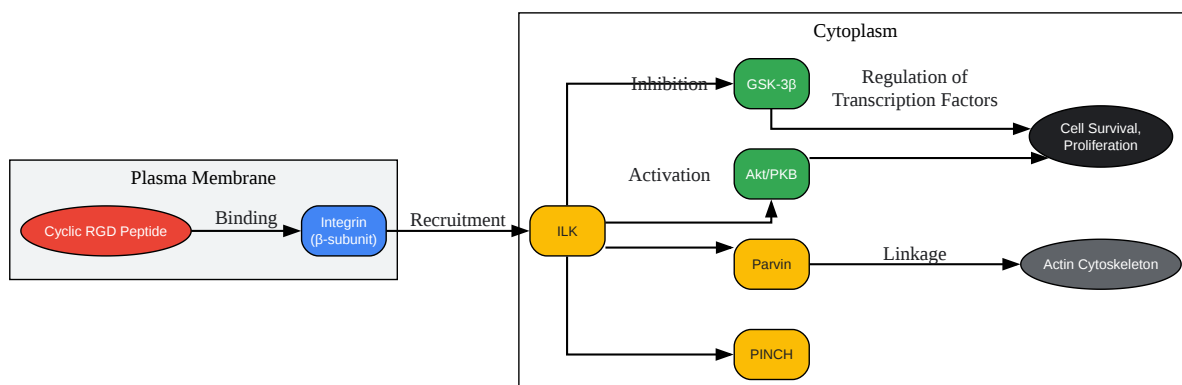 Cytoplasm
Inhibition
GSK-3β
Regulation of
Transcription Factors
Cell Survival,
Proliferation
Plasma Membrane
Activation
Akt/PKB
Cyclic RGD Peptide
Binding
Integrin
(β-subunit)
Recruitment
ILK
Parvin
Linkage
Actin Cytoskeleton
PINCH